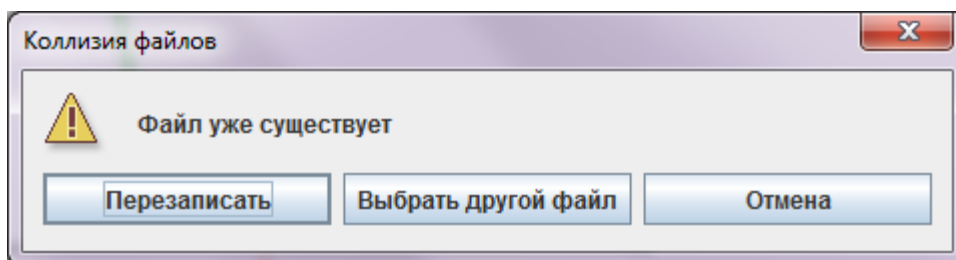 Коллизия файлов
Файл уже существует
Перезаписать Выбрать другой файл Отмена